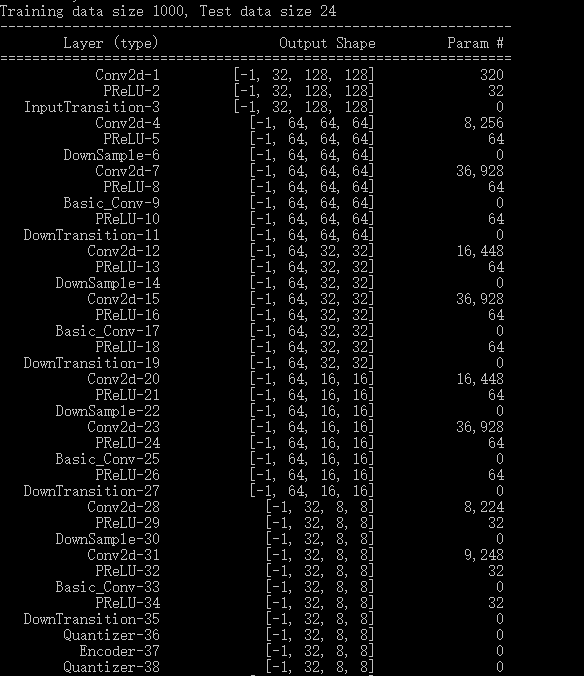 Training data size 1000, Test data size 24
----------------------------------------------------------------
Layer (type) Output Shape Param #
================================================================
Conv2d-1 [-1, 32, 128, 128] 320
PReLU-2 [-1, 32, 128, 128] 32
InputTransition-3 [-1, 32, 128, 128] 0
Conv2d-4 [-1, 64, 64, 64] 8,256
PReLU-5 [-1, 64, 64, 64] 64
DownSample-6 [-1, 64, 64, 64] 0
Conv2d-7 [-1, 64, 64, 64] 36,928
PReLU-8 [-1, 64, 64, 64] 64
Basic_Conv-9 [-1, 64, 64, 64] 0
PReLU-10 [-1, 64, 64, 64] 64
DownTransition-11 [-1, 64, 64, 64] 0
Conv2d-12 [-1, 64, 32, 32] 16,448
PReLU-13 [-1, 64, 32, 32] 64
DownSample-14 [-1, 64, 32, 32] 0
Conv2d-15 [-1, 64, 32, 32] 36,928
PReLU-16 [-1, 64, 32, 32] 64
Basic_Conv-17 [-1, 64, 32, 32] 0
PReLU-18 [-1, 64, 32, 32] 64
DownTransition-19 [-1, 64, 32, 32] 0
Conv2d-20 [-1, 64, 16, 16] 16,448
PReLU-21 [-1, 64, 16, 16] 64
DownSample-22 [-1, 64, 16, 16] 0
Conv2d-23 [-1, 64, 16, 16] 36,928
PReLU-24 [-1, 64, 16, 16] 64
Basic_Conv-25 [-1, 64, 16, 16] 0
PReLU-26 [-1, 64, 16, 16] 64
DownTransition-27 [-1, 64, 16, 16] 0
Conv2d-28 [-1, 32, 8, 8] 8,224
PReLU-29 [-1, 32, 8, 8] 32
DownSample-30 [-1, 32, 8, 8] 0
Conv2d-31 [-1, 32, 8, 8] 9,248
PReLU-32 [-1, 32, 8, 8] 32
Basic_Conv-33 [-1, 32, 8, 8] 0
PReLU-34 [-1, 32, 8, 8] 32
DownTransition-35 [-1, 32, 8, 8] 0
Quantizer-36 [-1, 32, 8, 8] 0
Encoder-37 [-1, 32, 8, 8] 0
Quantizer-38 [-1, 32, 8, 8] 0